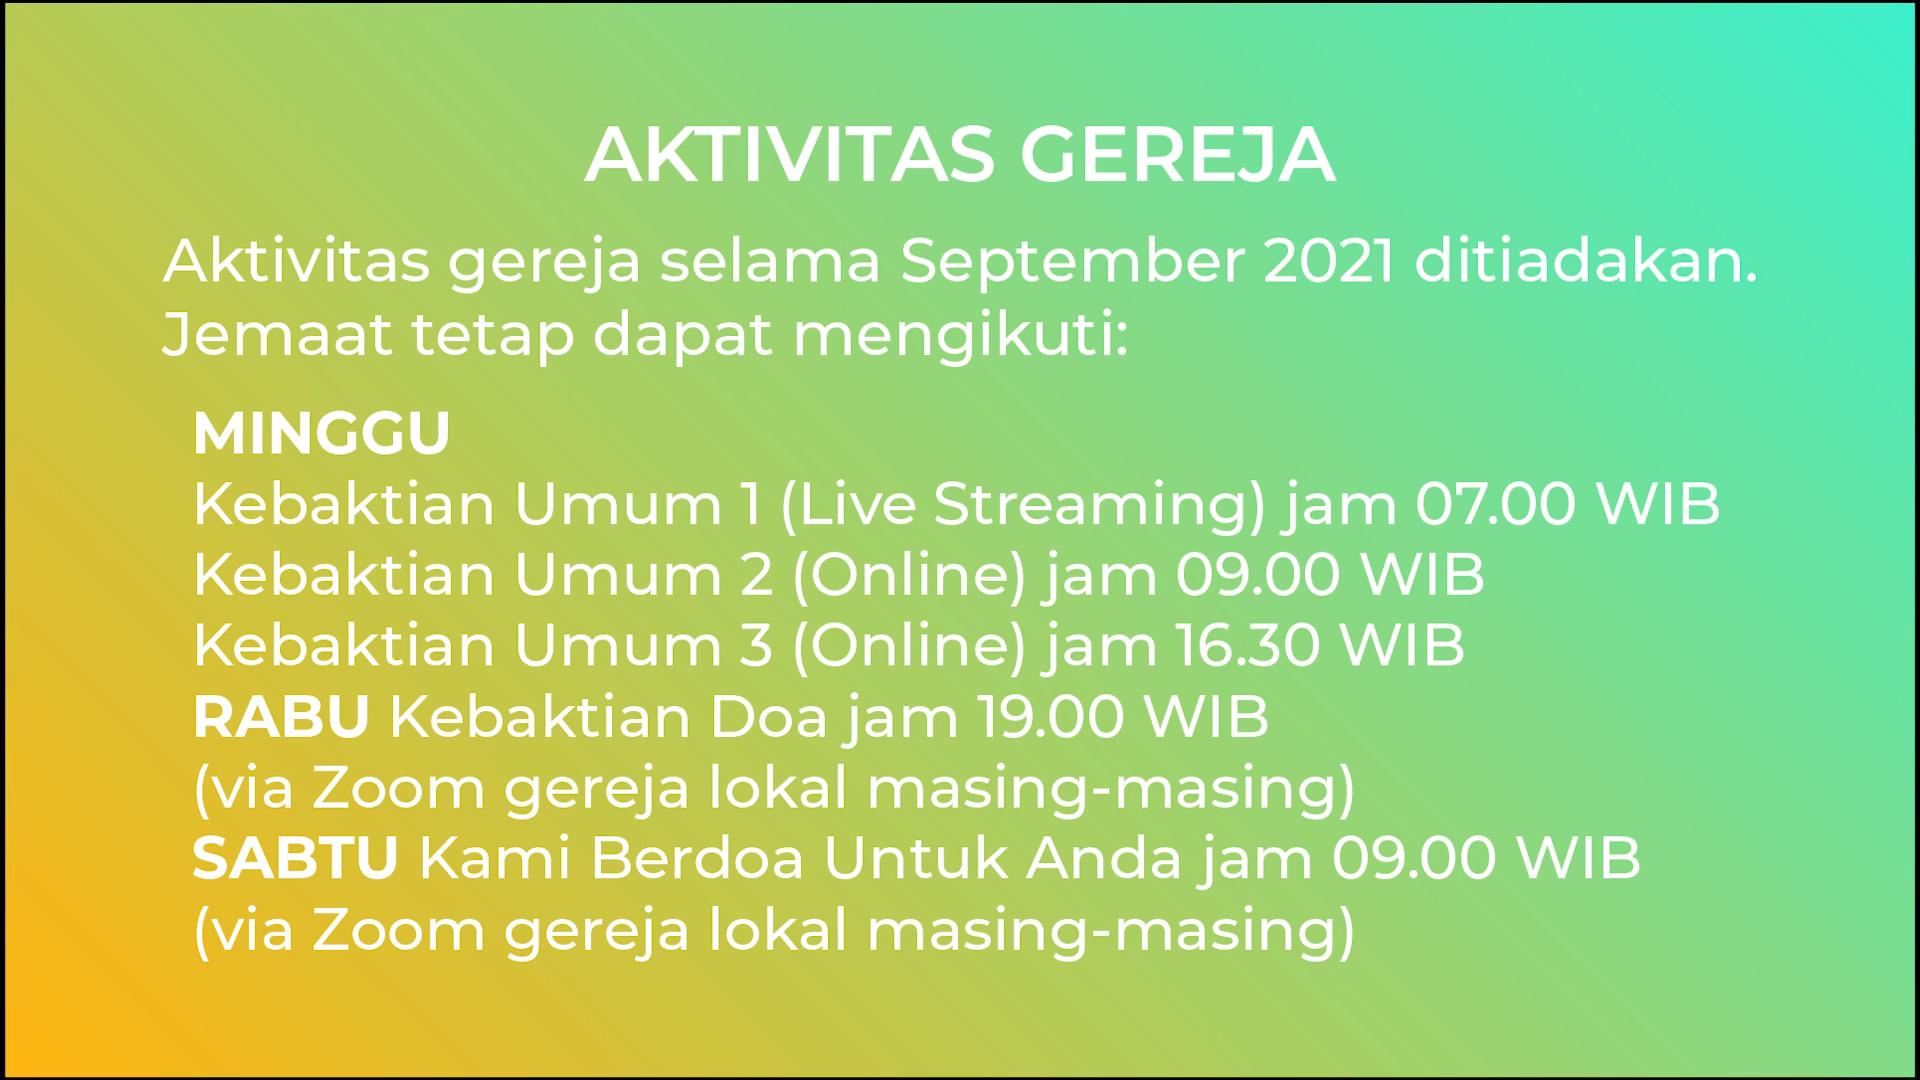 AKTIVITAS GEREJA
Aktivitas gereja selama September 2021 ditiadakan.
Jemaat tetap dapat mengikuti:
MINGGU
Kebaktian Umum 1 (Live Streaming) jam 07.00 WIB
Kebaktian Umum 2 (Online) jam 09.00 WIB
Kebaktian Umum 3 (Online) jam 16.30 WIB
RABU Kebaktian Doa jam 19.00 WIB
(via Zoom gereja lokal masing-masing)
SABTU Kami Berdoa Untuk Anda jam 09.00 WIB
(via Zoom gereja lokal masing-masing)